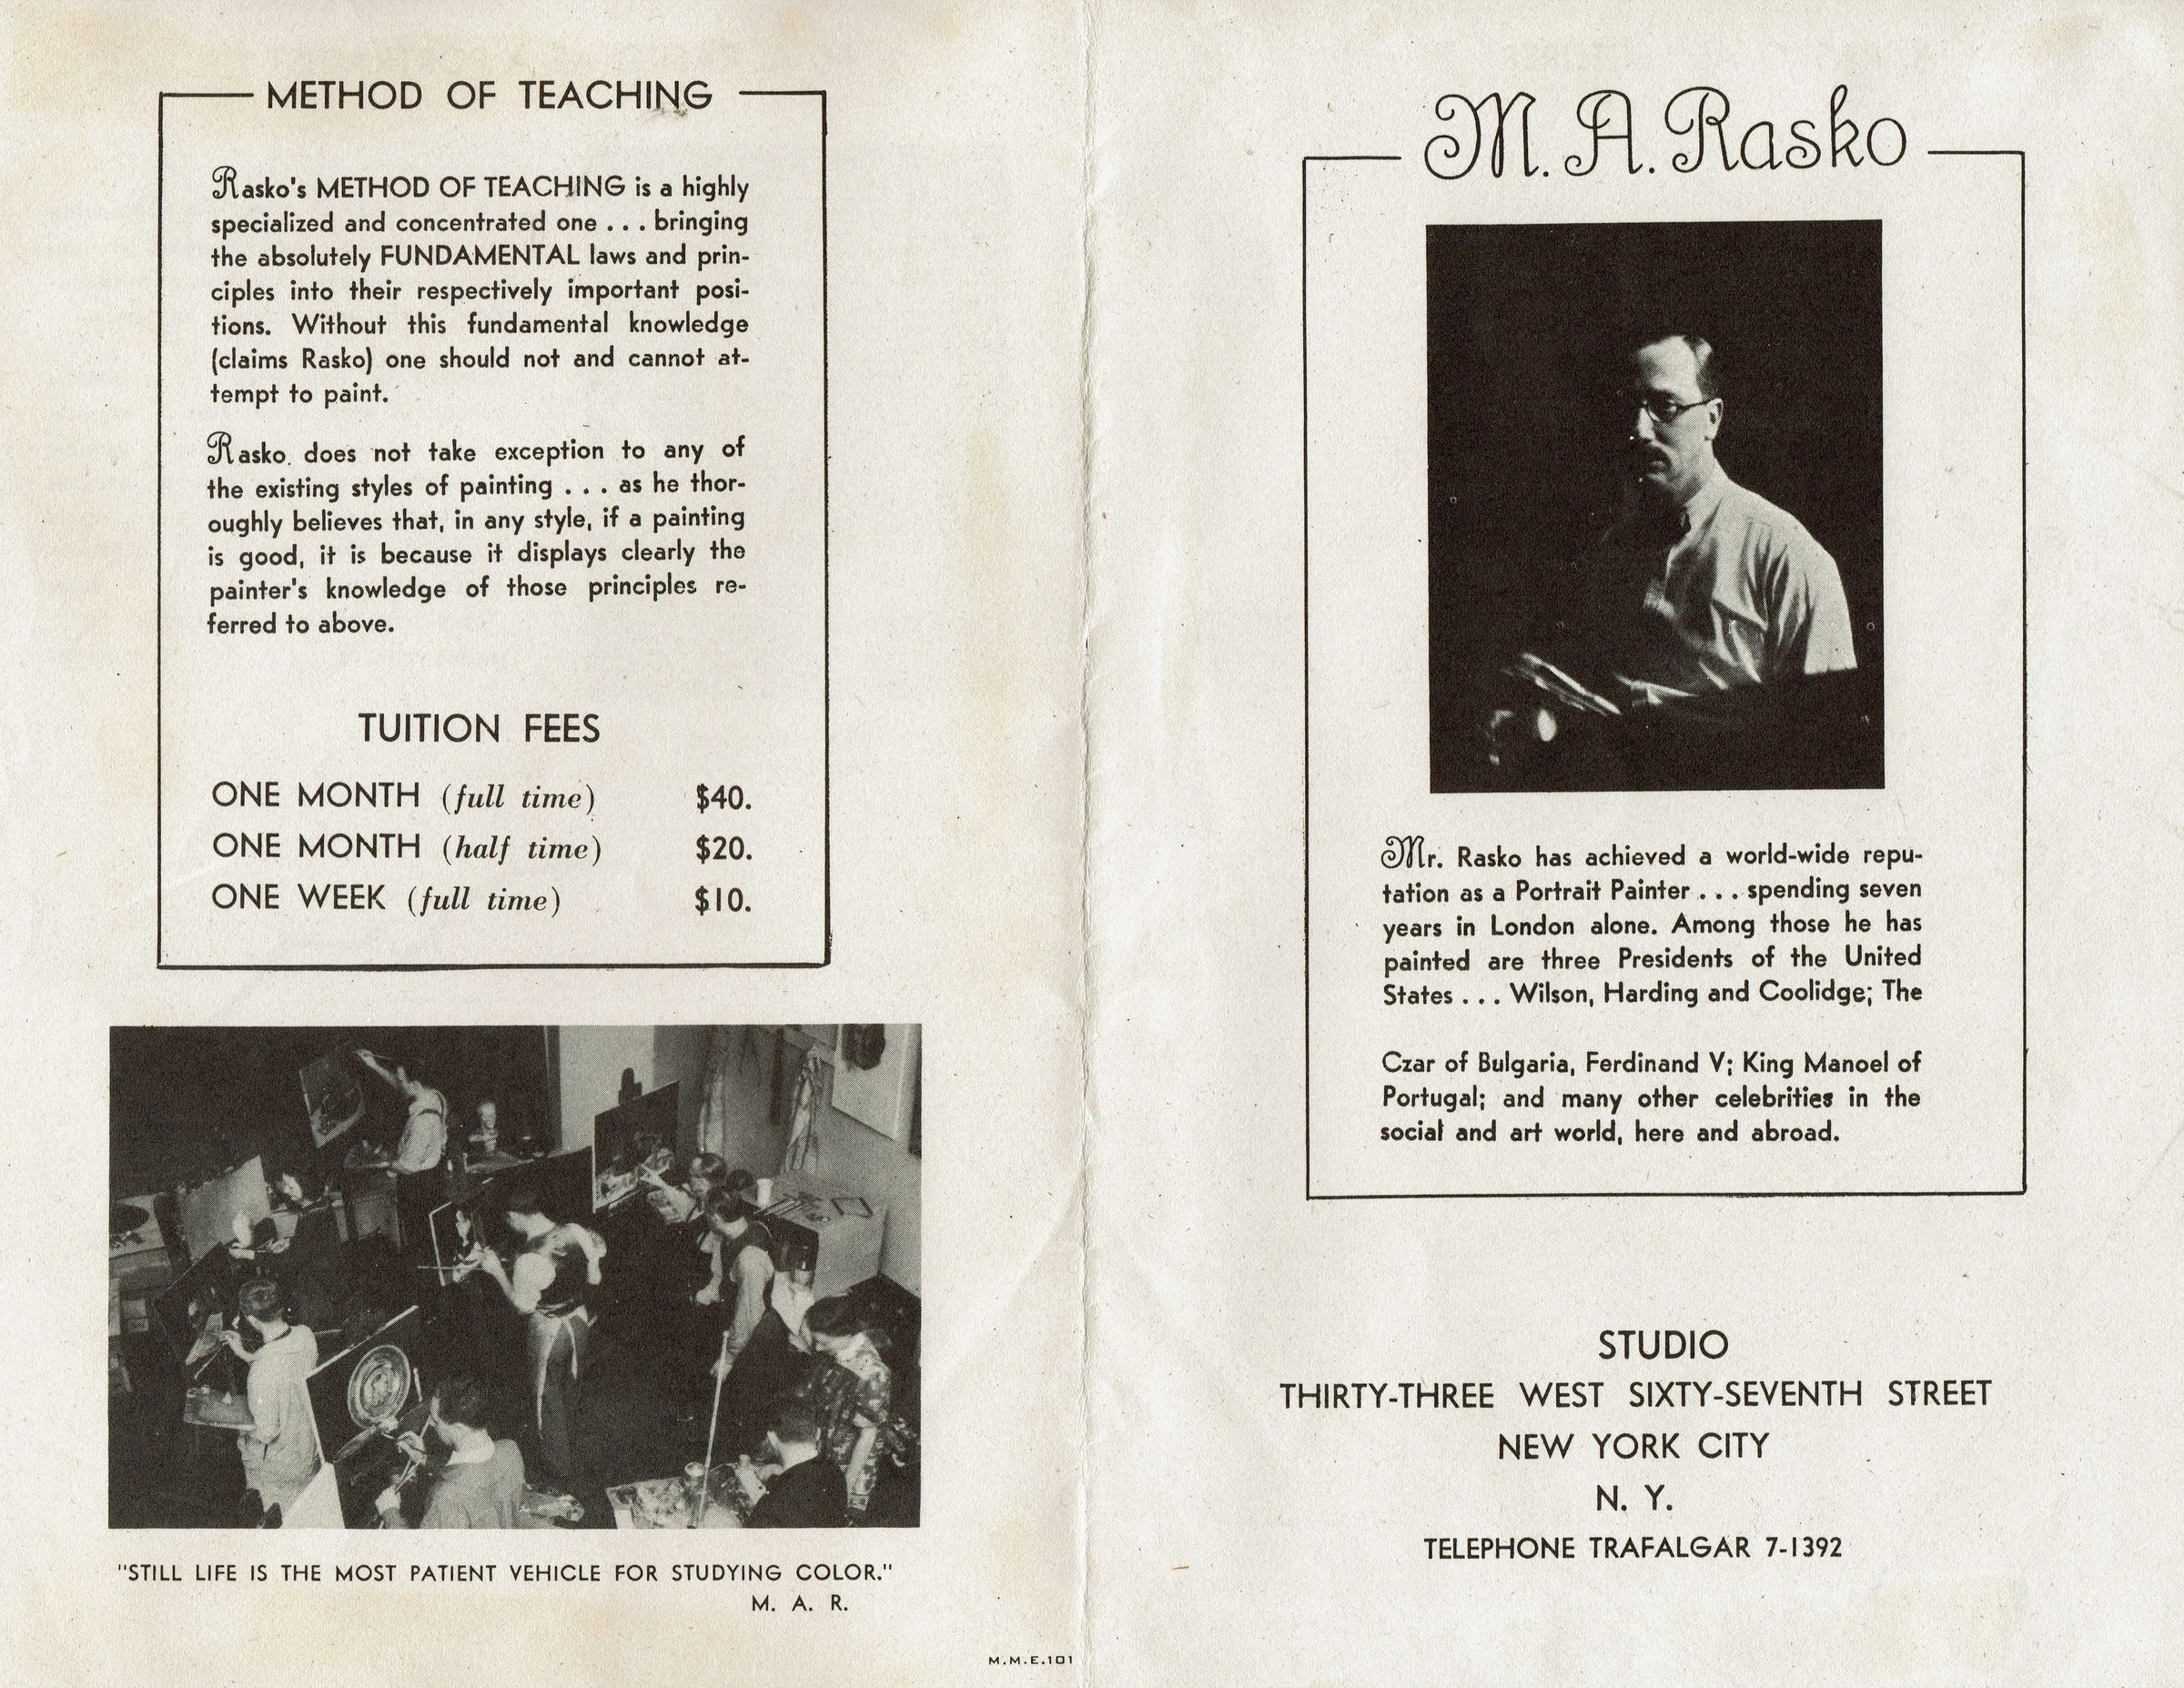 METHOD OF TEACHING
Rasko's METHOD OF TEACHING is a highly
specialized and concentrated one . . . bringing
the absolutely FUNDAMENTAL laws and prin-
ciples into their respectively important posi-
tions. Without this fundamental knowledge
(claims Rasko) one should not and cannot at-
tempt to paint.
Rasko does not take exception to any of
the existing styles of painting . . . as he thor-
oughly believes that, in any style, if a painting
is good, it is because it displays clearly the
painter's knowledge of those principles re-
ferred to above.
TUITION FEES
ONE MONTH (full time) $40.
ONE MONTH (half time) $20.
ONE WEEK (full time) $10.
"STILL LIFE IS THE MOST PATIENT VEHICLE FOR STUDYING COLOR."
M. A. R.
M.M.E.101
M. A. Rasko
Mr. Rasko has achieved a world-wide repu-
tation as a Portrait Painter . . . spending seven
years in London alone. Among those he has
painted are three Presidents of the United
States . . . Wilson, Harding and Coolidge; The
Czar of Bulgaria, Ferdinand V; King Manoel of
Portugal; and many other celebrities in the
social and art world, here and abroad.
STUDIO
THIRTY-THREE WEST SIXTY-SEVENTH STREET
NEW YORK CITY
N. Y.
TELEPHONE TRAFALGAR 7-1392